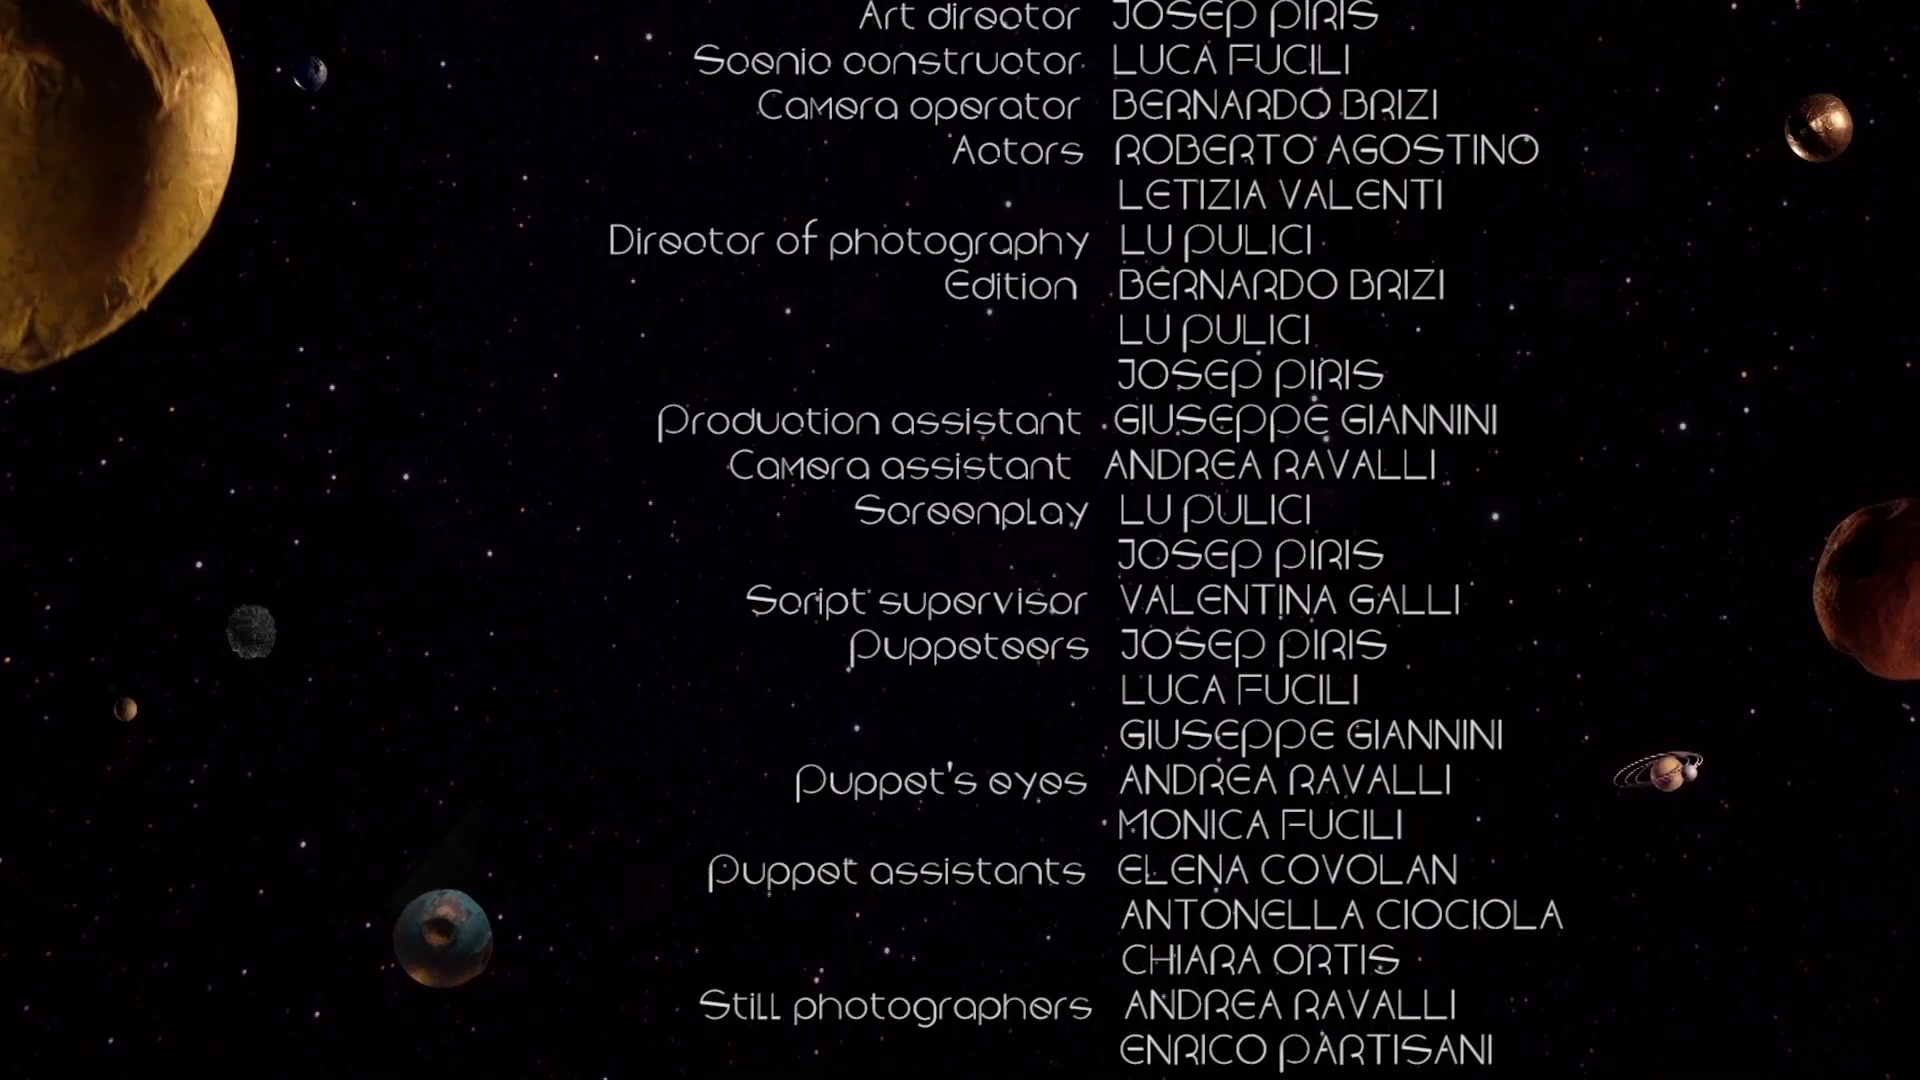 Art director JOSEP PIRIS
Scenic constructor LUCA FUCILI
Camera operator BERNARDO BRIZI
Actors ROBERTO AGOSTINO
LETIZIA VALENTI
Director of photography LU PULICI
Edition BERNARDO BRIZI
LU PULICI
JOSEP PIRIS
Production assistant GIUSEPPE GIANNINI
Camera assistant ANDREA RAVALLI
Screenplay LU PULICI
JOSEP PIRIS
Script supervisor VALENTINA GALLI
Puppeteers JOSEP PIRIS
LUCA FUCILI
GIUSEPPE GIANNINI
Puppet's eyes ANDREA RAVALLI
MONICA FUCILI
Puppet assistants ELENA COVOLAN
ANTONELLA CIOCIOLA
CHIARA ORTIS
Still photographers ANDREA RAVALLI
ENRICO PARTISANI